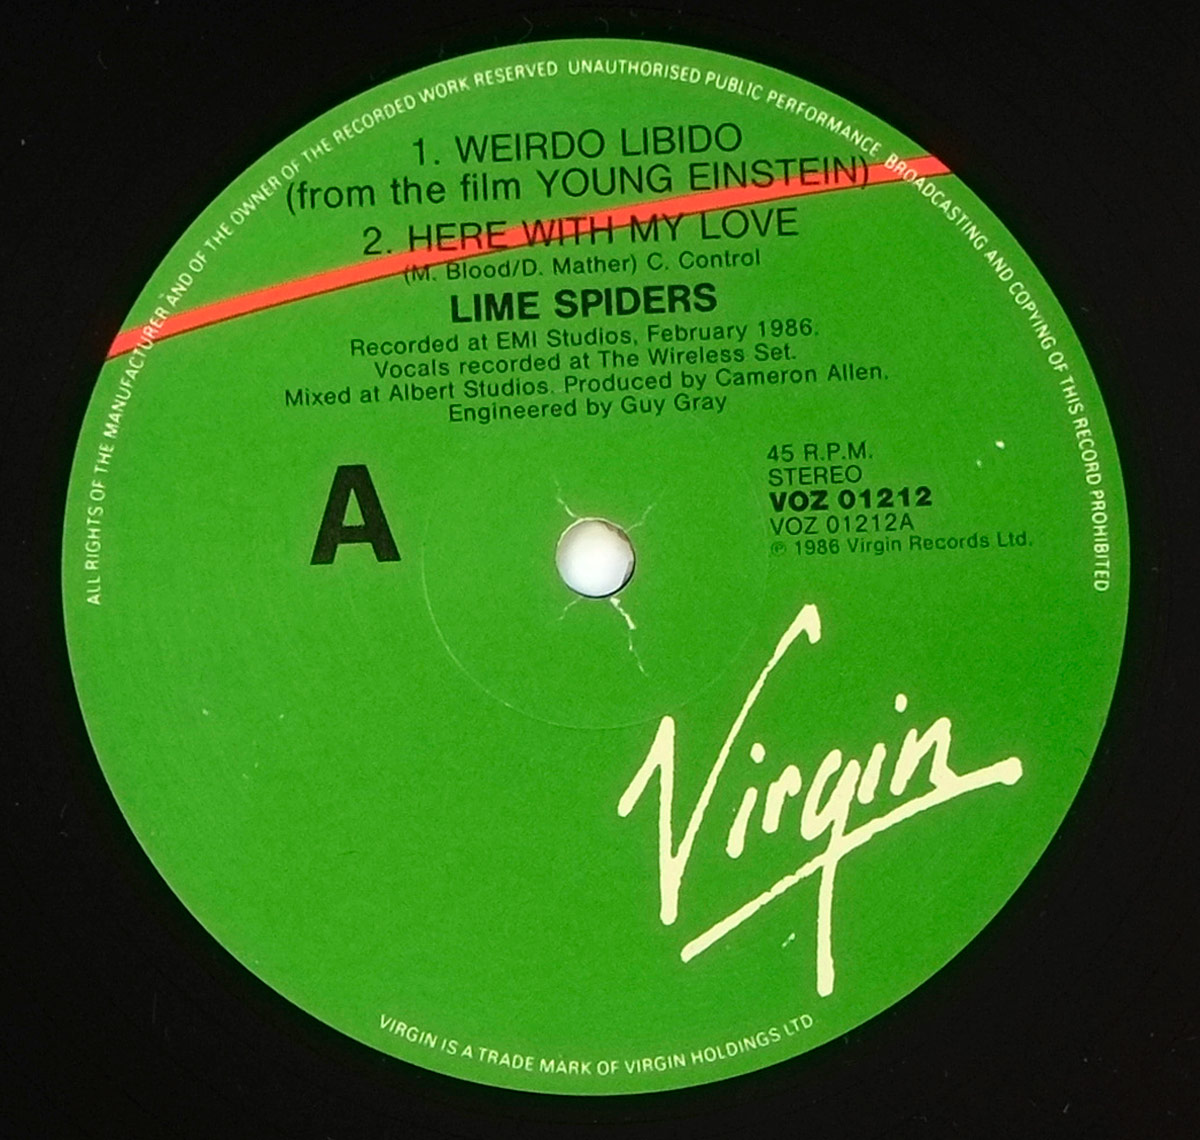 ALL RIGHTS OF THE MANUFACTURER AND OF THE OWNER OF THE RECORDED WORK RESERVED UNAUTHORISED PUBLIC PERFORMANCE BROADCASTING AND COPYING OF THIS RECORD PROHIBITED
1. WEIRDO LIBIDO
(from the film YOUNG EINSTEIN)
2. HERE WITH MY LOVE
(M. Blood/D. Mather) C. Control
LIME SPIDERS
Recorded at EMI Studios, February 1986.
Vocals recorded at The Wireless Set.
Mixed at Albert Studios. Produced by Cameron Allen.
Engineered by Guy Gray
A
45 R.P.M.
STEREO
VOZ 01212
VOZ 01212A
℗ 1986 Virgin Records Ltd.
Virgin
VIRGIN IS A TRADE MARK OF VIRGIN HOLDINGS LTD